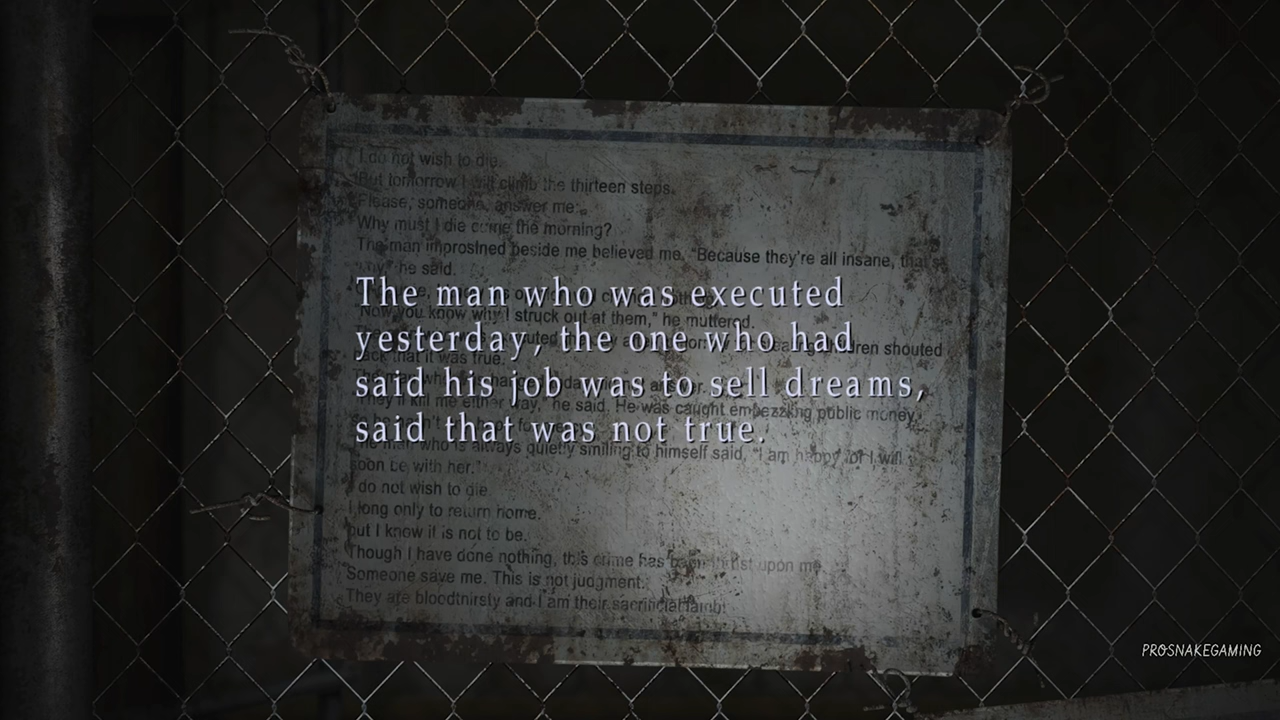 I do not wish to die.
But tomorrow I will climb the thirteen steps.
Please, someone, answer me.
Why must I die come the morning?
The man improsined beside me believed me. "Because they're all insane, that's
why," he said.
The man who was executed
"Now you know why I struck out at them," he muttered.
yesterday, the one who had
children shouted
back that it was true.
said his job was to sell dreams,
"They'll kill me either way," he said. He was caught embezzling public money,
said that was not true.
The man who is always quietly smiling to himself said, "I am happy for I will
soon be with her."
I do not wish to die.
I long only to return home.
but I know it is not to be.
Though I have done nothing, this crime has been thrust upon me.
Someone save me. This is not judgment.
They are bloodthirsty and I am their sacrificial lamb!
PROSNAKEGAMING